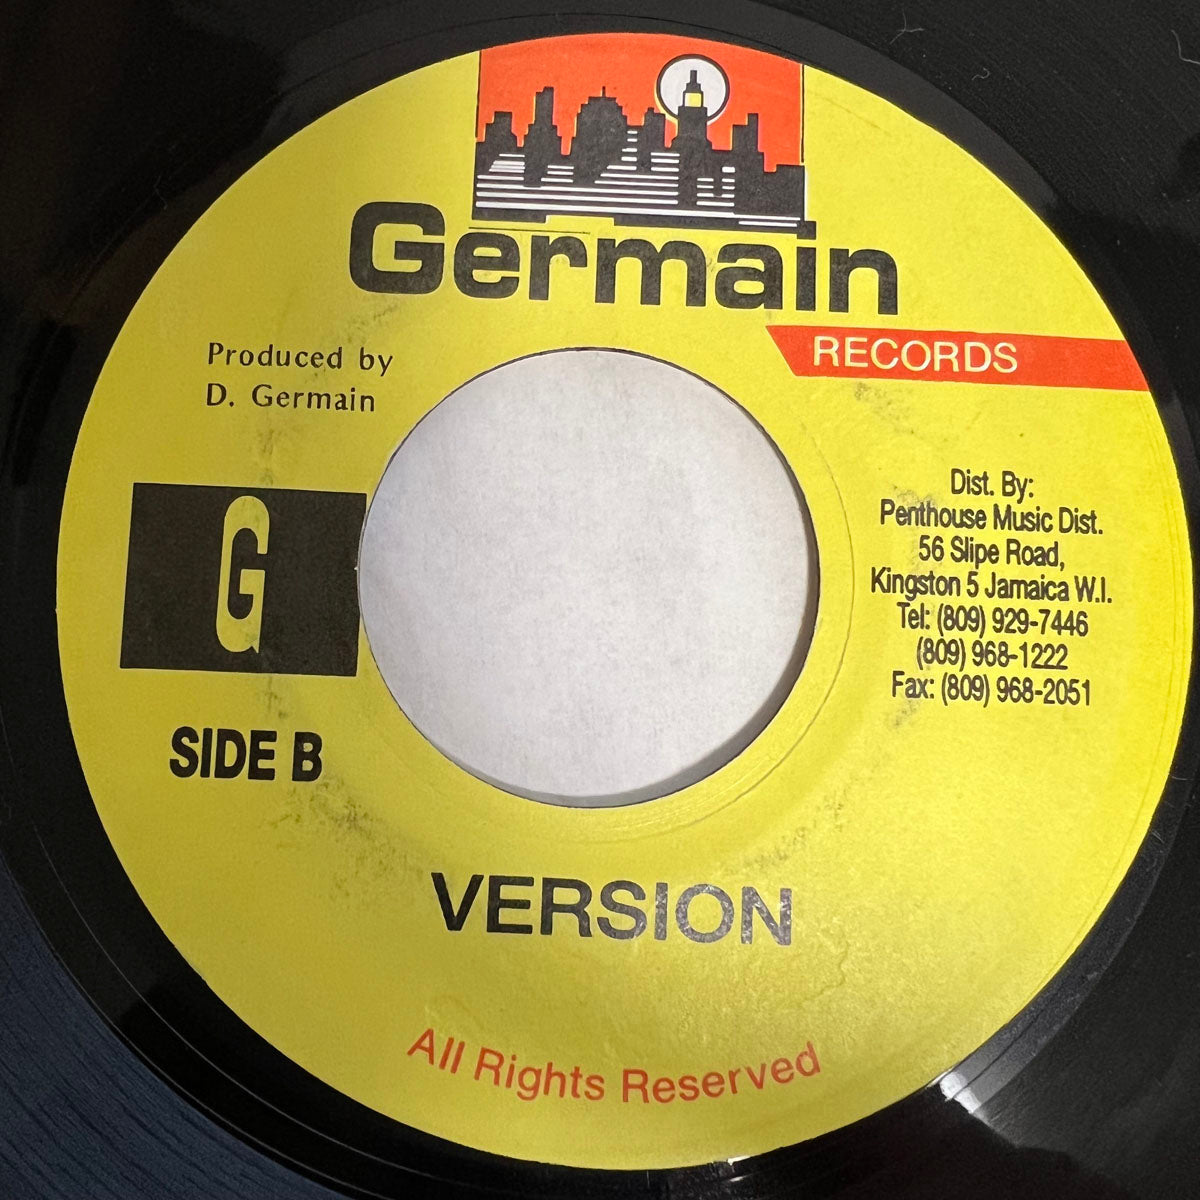 Germain
RECORDS
Produced by
D. Germain
G
SIDE B
Dist. By:
Penthouse Music Dist.
56 Slipe Road,
Kingston 5 Jamaica W.I.
Tel: (809) 929-7446
(809) 968-1222
Fax: (809) 968-2051
VERSION
All Rights Reserved